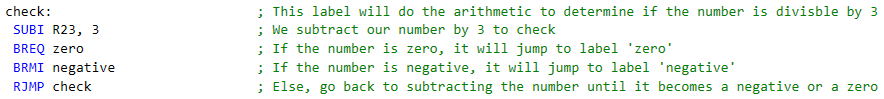 check: ; This label will do the arithmetic to determine if the number is divisble by 3
SUBI R23, 3 ; We subtract our number by 3 to check
BREQ zero ; If the number is zero, it will jump to label 'zero'
BRMI negative ; If the number is negative, it will jump to label 'negative'
RJMP check ; Else, go back to subtracting the number until it becomes a negative or a zero